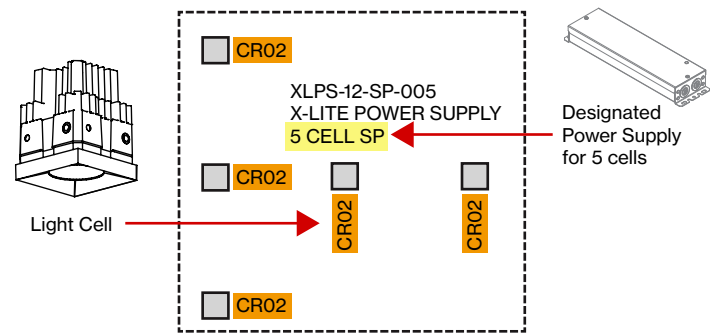 CR02
XLPS-12-SP-005
X-LITE POWER SUPPLY
5 CELL SP
Designated
Power Supply
for 5 cells
CR02
Light Cell
CR02
CR02
CR02